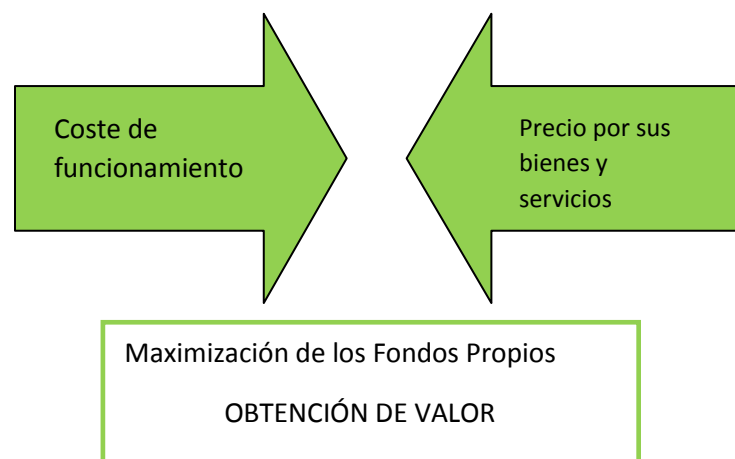 Coste de
funcionamiento
Precio por sus
bienes y
servicios
Maximización de los Fondos Propios
OBTENCIÓN DE VALOR